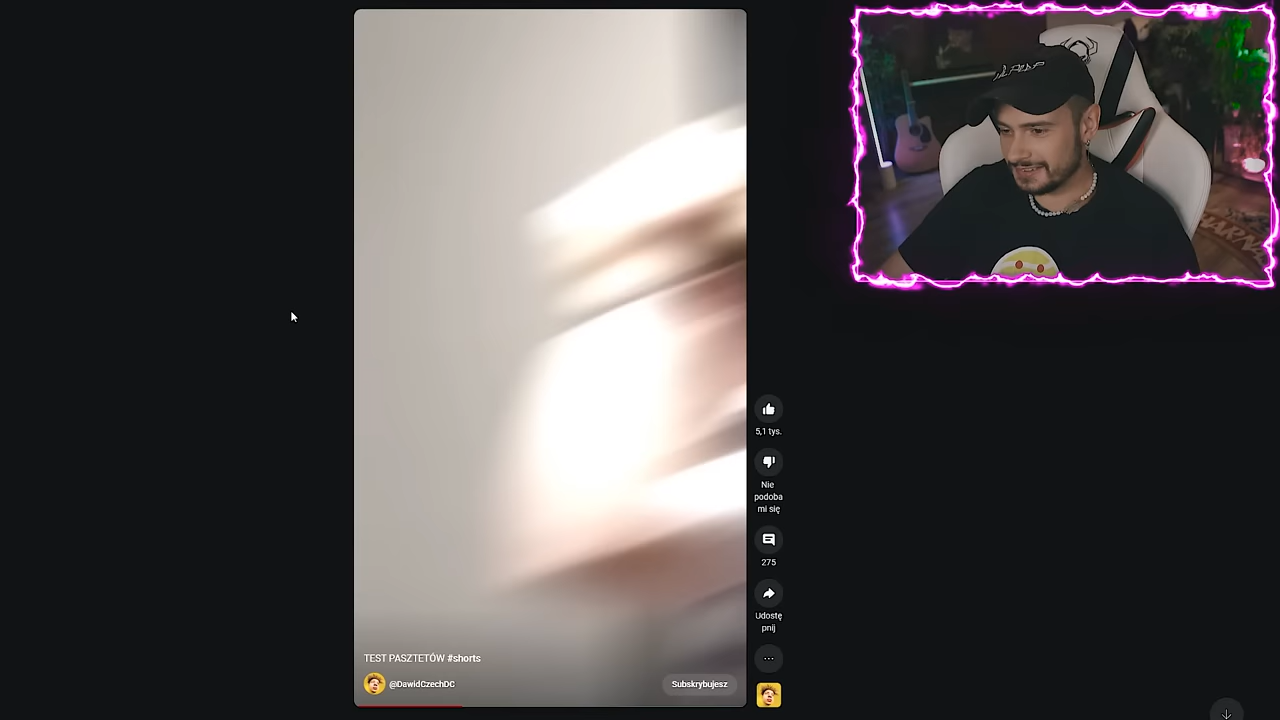 5,1 tys.
Nie
podoba
mi się
275
Udostę
pnij
TEST PASZTETÓW #shorts
@DawidCzechDC
Subskrybujesz